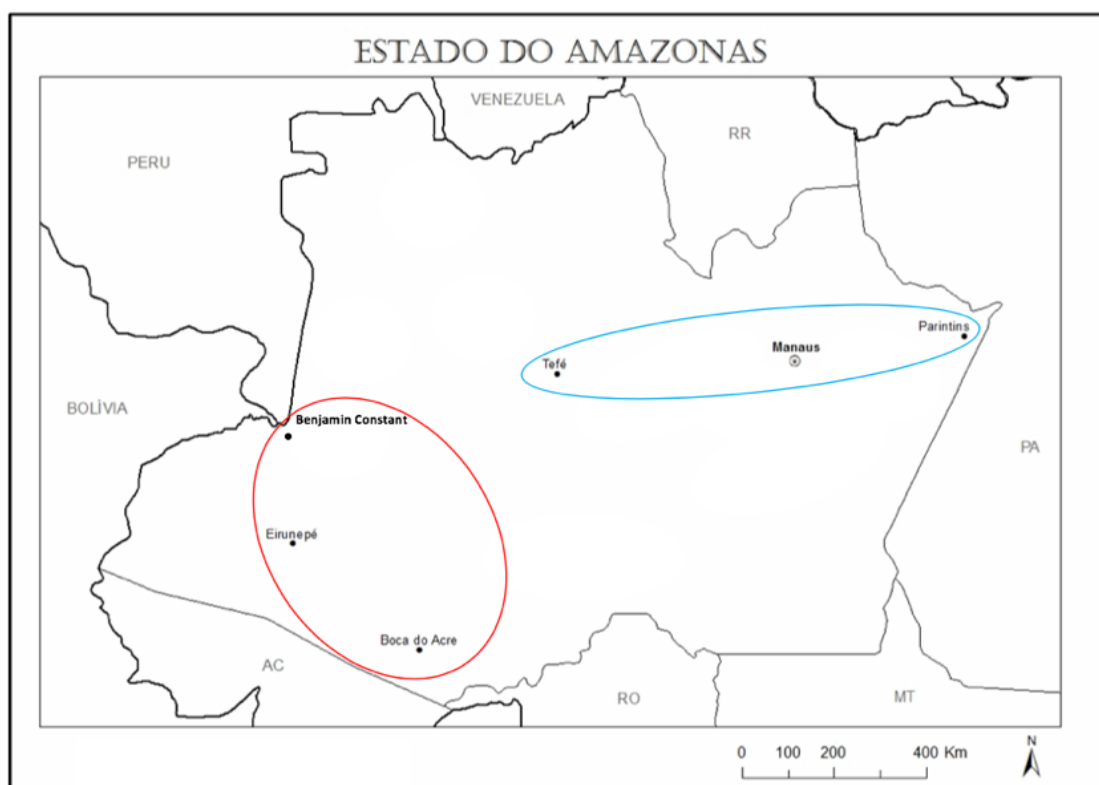 ESTADO DO AMAZONAS
VENEZUELA
RR
PERU
Parintins
Manaus
Tefé
BOLÌVIA
Benjamin Constant
PA
Eirunepé
Boca do Acre
AC
RO
MT
N
0 100 200 400 Km